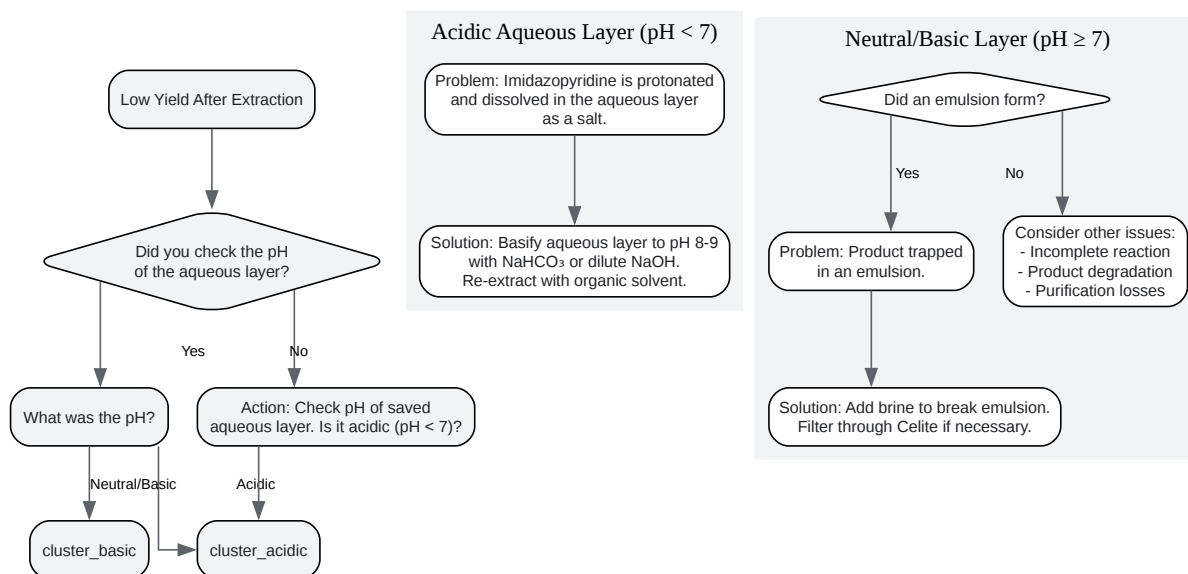 Low Yield After Extraction
Did you check the pH
of the aqueous layer?
Yes
No
What was the pH?
Action: Check pH of saved
aqueous layer. Is it acidic (pH < 7)?
Neutral/Basic
Acidic
cluster_basic
cluster_acidic
Acidic Aqueous Layer (pH < 7)
Problem: Imidazopyridine is protonated
and dissolved in the aqueous layer
as a salt.
Solution: Basify aqueous layer to pH 8-9
with NaHCO₃ or dilute NaOH.
Re-extract with organic solvent.
Neutral/Basic Layer (pH ≥ 7)
Did an emulsion form?
Yes
No
Problem: Product trapped
in an emulsion.
Consider other issues:
- Incomplete reaction
- Product degradation
- Purification losses
Solution: Add brine to break emulsion.
Filter through Celite if necessary.